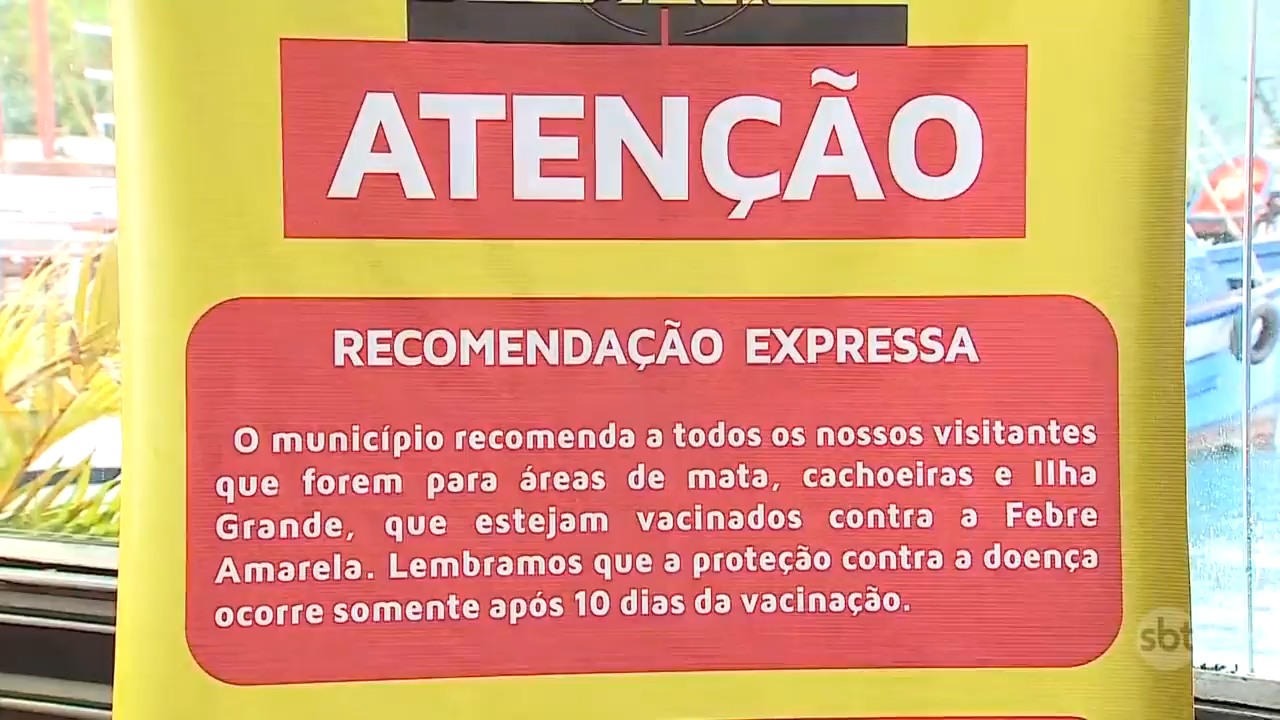 ATENÇÃO
RECOMENDAÇÃO EXPRESSA
O município recomenda a todos os nossos visitantes
que forem para áreas de mata, cachoeiras e Ilha
Grande, que estejam vacinados contra a Febre
Amarela. Lembramos que a proteção contra a doença
ocorre somente após 10 dias da vacinação.
sbt